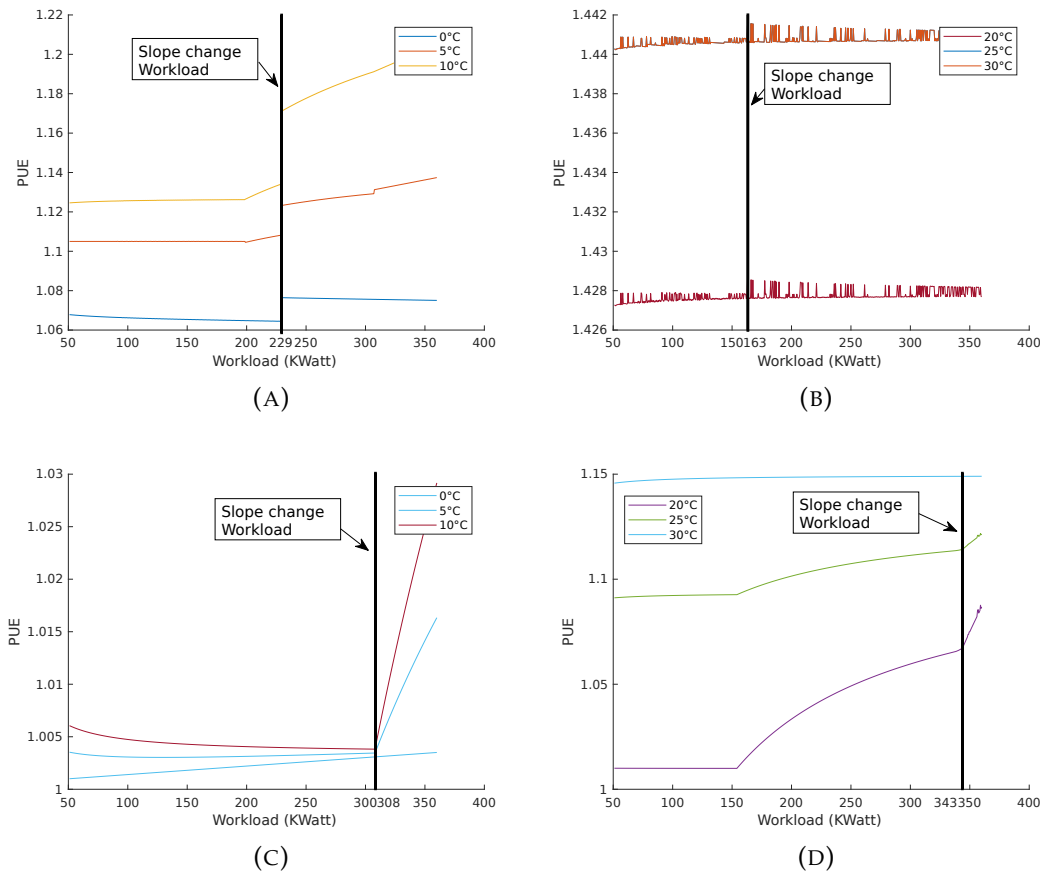 1.22
1.2
1.18
1.16
1.14
1.12
1.1
1.08
1.06
PUE
Slope change
Workload
0°C
5°C
10°C
50 100 150 200 229 250 300 350 400
Workload (KWatt)
(A)
1.442
1.44
1.438
1.436
1.434
1.432
1.43
1.428
1.426
PUE
Slope change
Workload
20°C
25°C
30°C
50 100 150 163 200 250 300 350 400
Workload (KWatt)
(B)
1.03
1.025
1.02
1.015
1.01
1.005
1
PUE
Slope change
Workload
0°C
5°C
10°C
50 100 150 200 250 300 308 350 400
Workload (KWatt)
(C)
1.15
1.1
1.05
1
PUE
20°C
25°C
30°C
Slope change
Workload
50 100 150 200 250 300 343 350 400
Workload (KWatt)
(D)